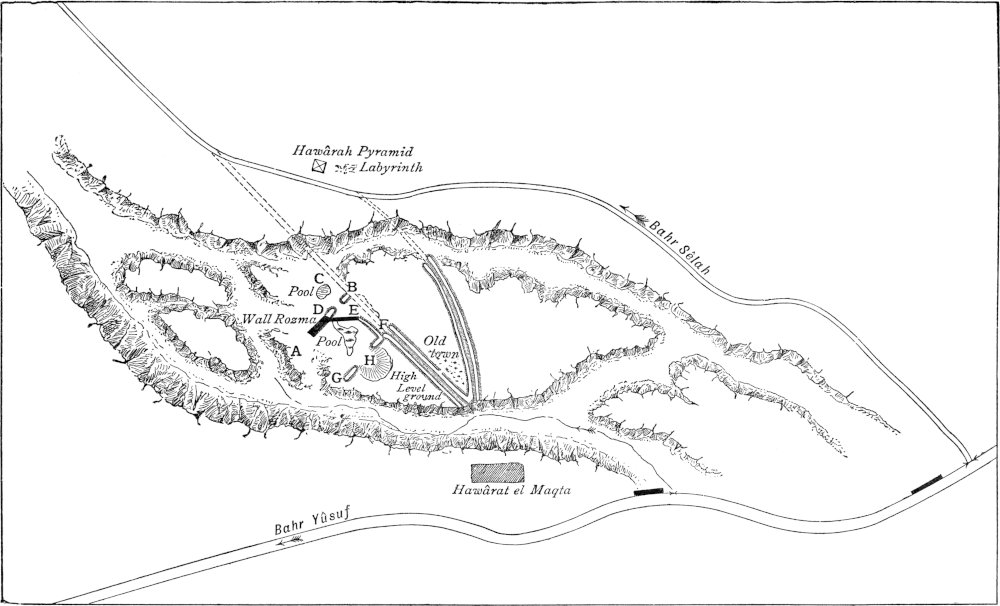 Hawârah Pyramid
Labyrinth
Bahr Sêlah
C
Pool
B
D
E
Wall Rozma
F
Pool
Old
town
A
H
G
High
Level
ground
Hawârat el Maqta
Bahr Yûsuf